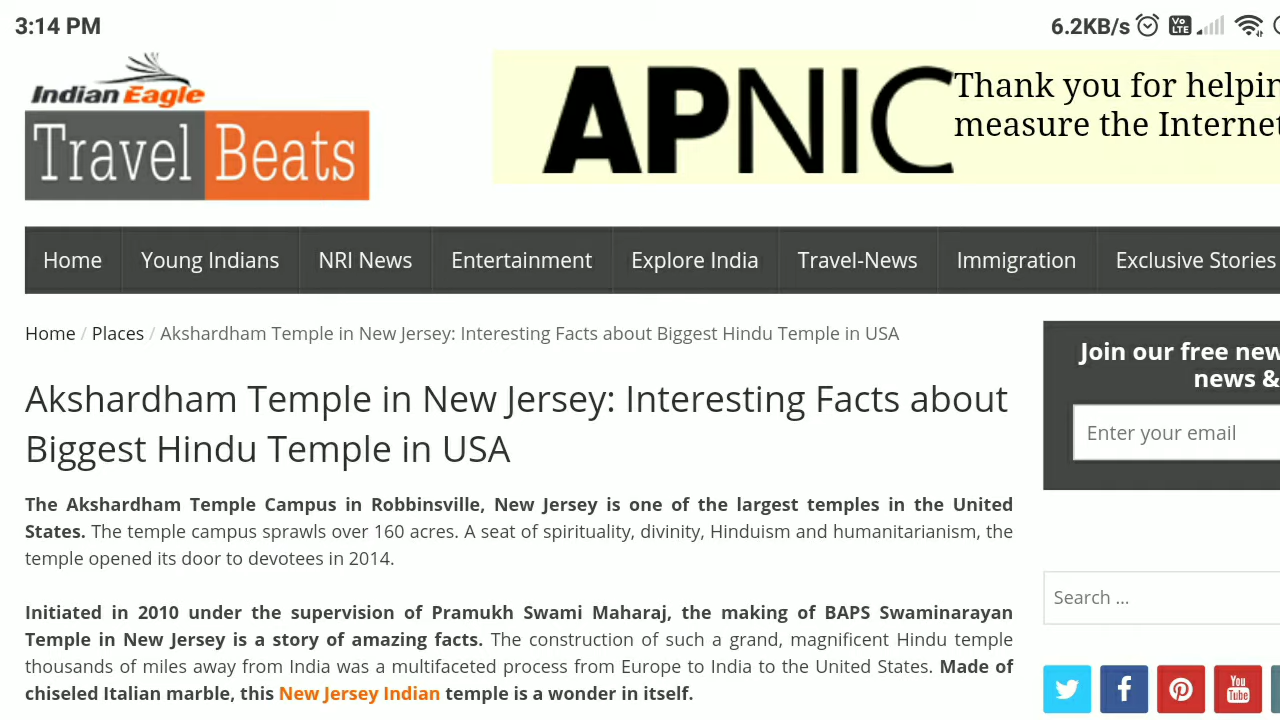 3:14 PM
6.2KB/s Vo LTE
Indian Eagle
Travel Beats
APNIC
Thank you for helpin
measure the Internet
Home Young Indians NRI News Entertainment Explore India Travel-News Immigration Exclusive Stories
Home / Places / Akshardham Temple in New Jersey: Interesting Facts about Biggest Hindu Temple in USA
Akshardham Temple in New Jersey: Interesting Facts about
Biggest Hindu Temple in USA
The Akshardham Temple Campus in Robbinsville, New Jersey is one of the largest temples in the United
States. The temple campus sprawls over 160 acres. A seat of spirituality, divinity, Hinduism and humanitarianism, the
temple opened its door to devotees in 2014.
Initiated in 2010 under the supervision of Pramukh Swami Maharaj, the making of BAPS Swaminarayan
Temple in New Jersey is a story of amazing facts. The construction of such a grand, magnificent Hindu temple
thousands of miles away from India was a multifaceted process from Europe to India to the United States. Made of
chiseled Italian marble, this New Jersey Indian temple is a wonder in itself.
Join our free new
news &
Enter your email
Search ...
You Tube